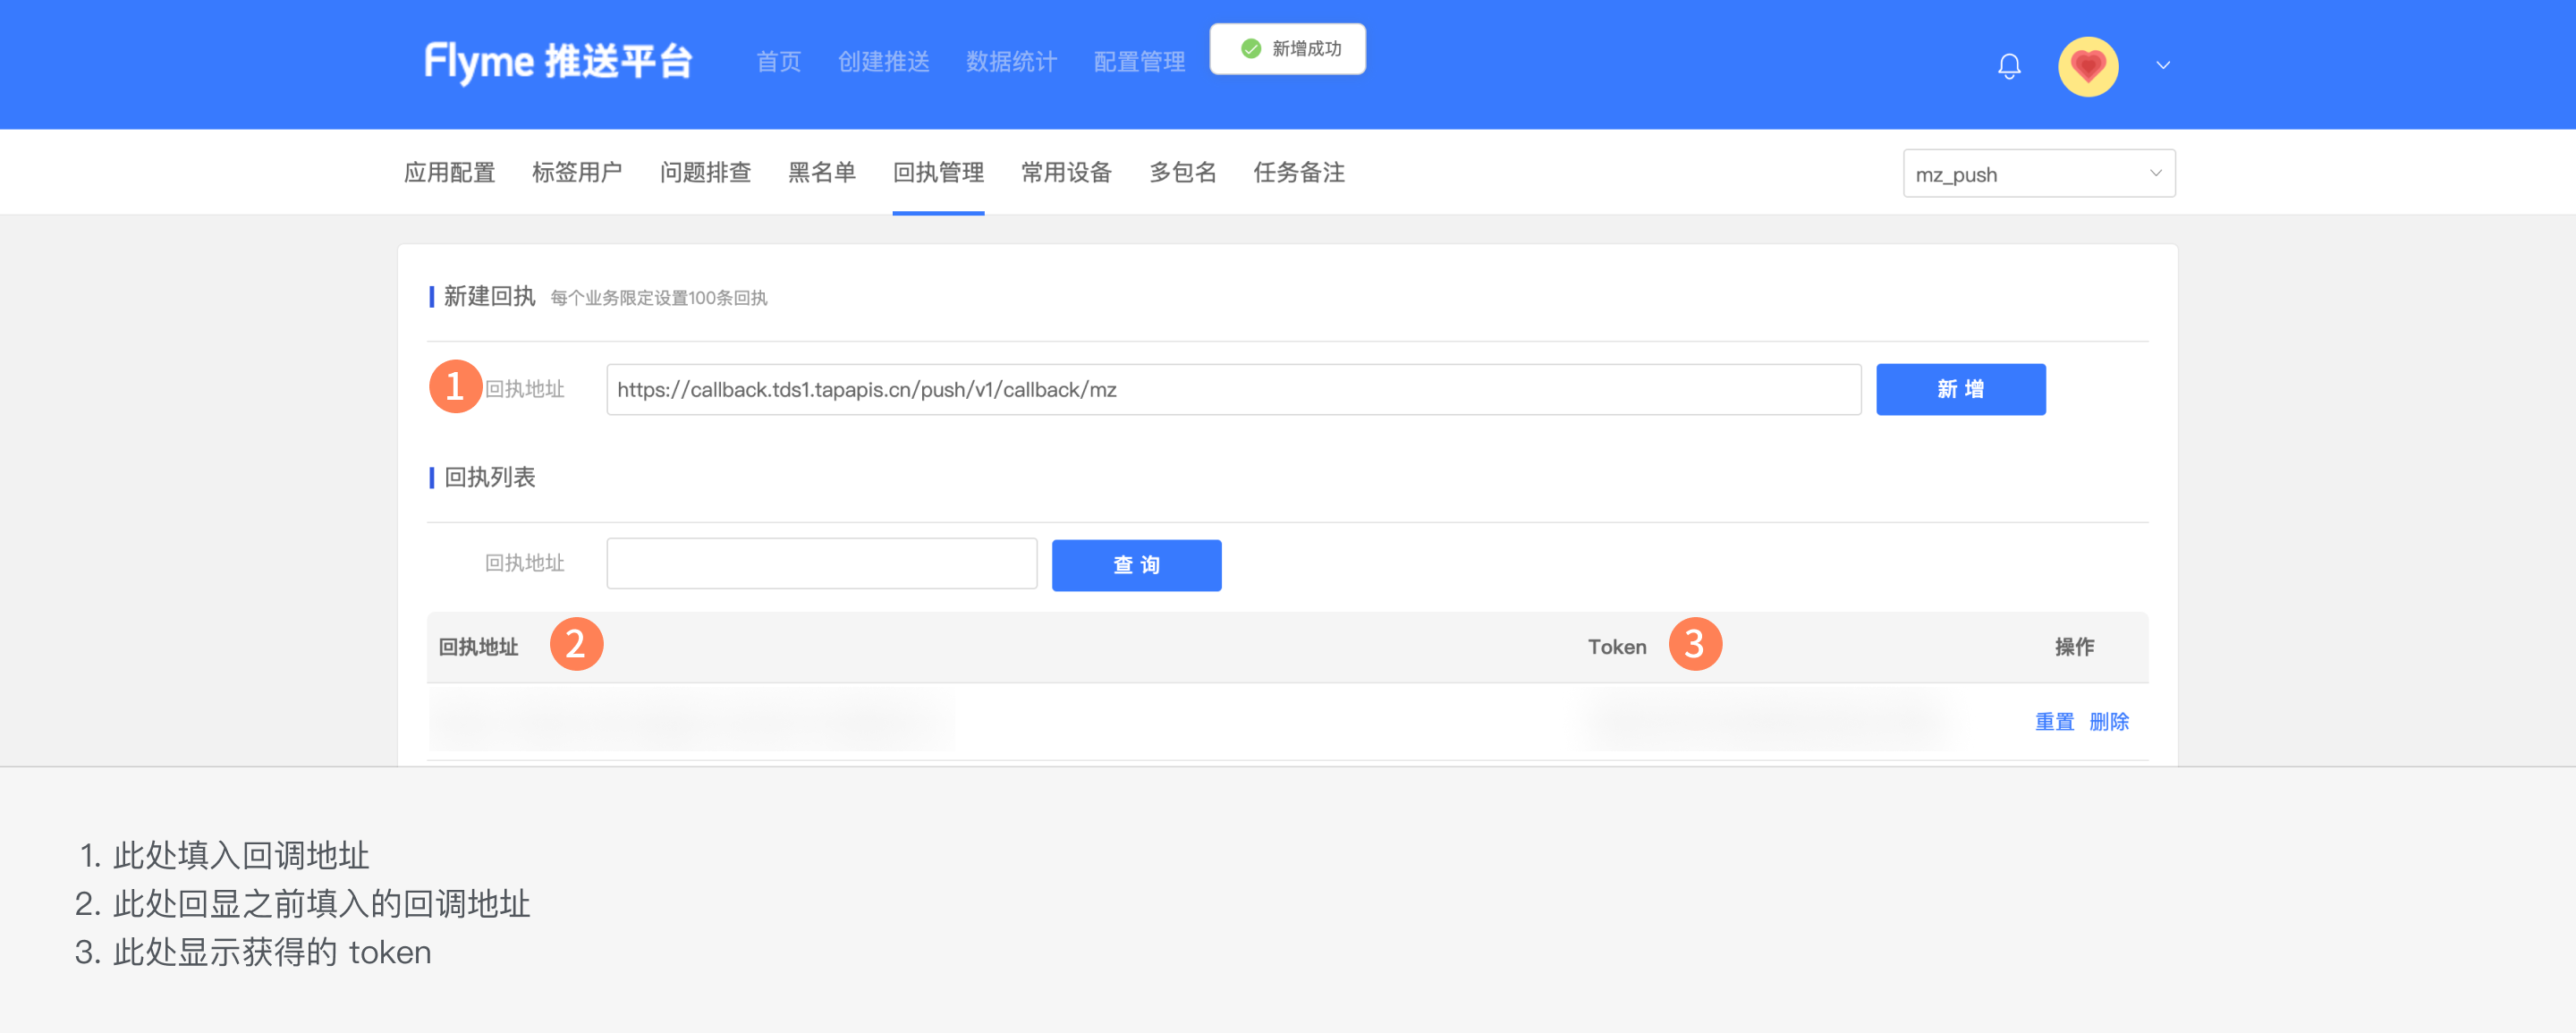 Flyme 推送平台 首页 创建推送 数据统计 配置管理 新增成功
应用配置 标签用户 问题排查 黑名单 回执管理 常用设备 多包名 任务备注 mz_push
新建回执 每个业务限定设置100条回执
1 回执地址 https://callback.tds1.tapapis.cn/push/v1/callback/mz 新 增
回执列表
回执地址 查 询
回执地址 2 Token 3 操作
重置 删除
1. 此处填入回调地址
2. 此处回显之前填入的回调地址
3. 此处显示获得的 token